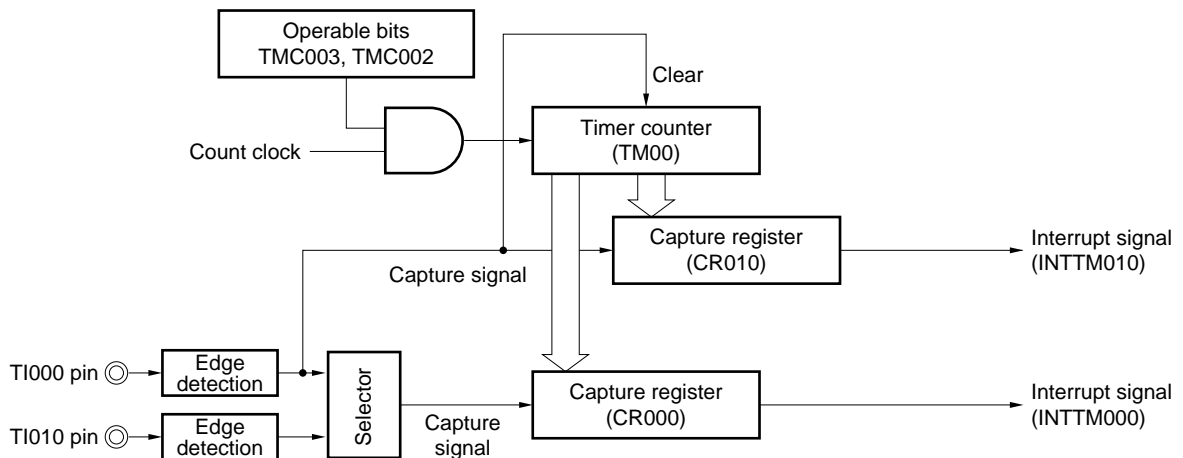 Operable bits
TMC003, TMC002
Clear
Timer counter
(TM00)
Count clock
Capture register
(CR010)
Interrupt signal
(INTTM010)
Capture signal
TI000 pin
Edge
detection
Selector
Capture register
(CR000)
Interrupt signal
(INTTM000)
TI010 pin
Edge
detection
Capture
signal